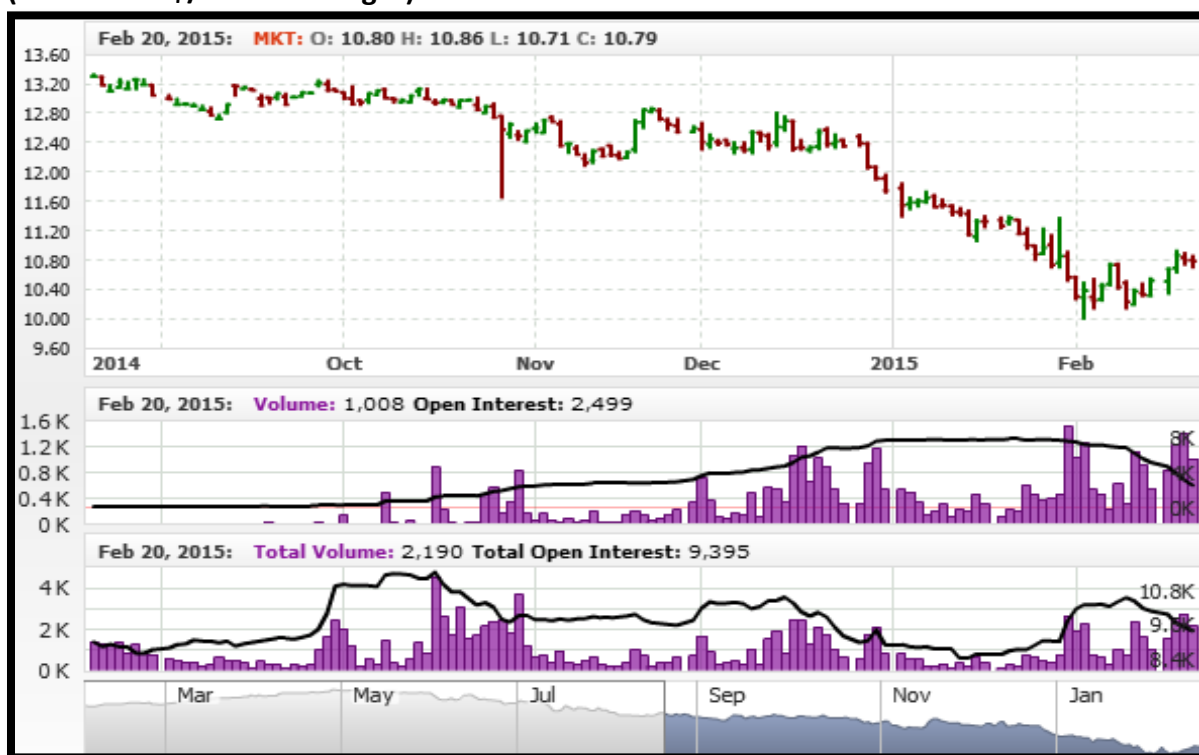 Feb 20, 2015: MKT: O: 10.80 H: 10.86 L: 10.71 C: 10.79
13.60
13.20
12.80
12.40
12.00
11.60
11.20
10.80
10.40
10.00
9.60
2014 Oct Nov Dec 2015 Feb
Feb 20, 2015: Volume: 1,008 Open Interest: 2,499
1.6 K
1.2 K
0.8 K
0.4 K
0 K
8K
0K
Feb 20, 2015: Total Volume: 2,190 Total Open Interest: 9,395
4 K
2 K
0 K
10.8K
8.4K
Mar May Jul Sep Nov Jan